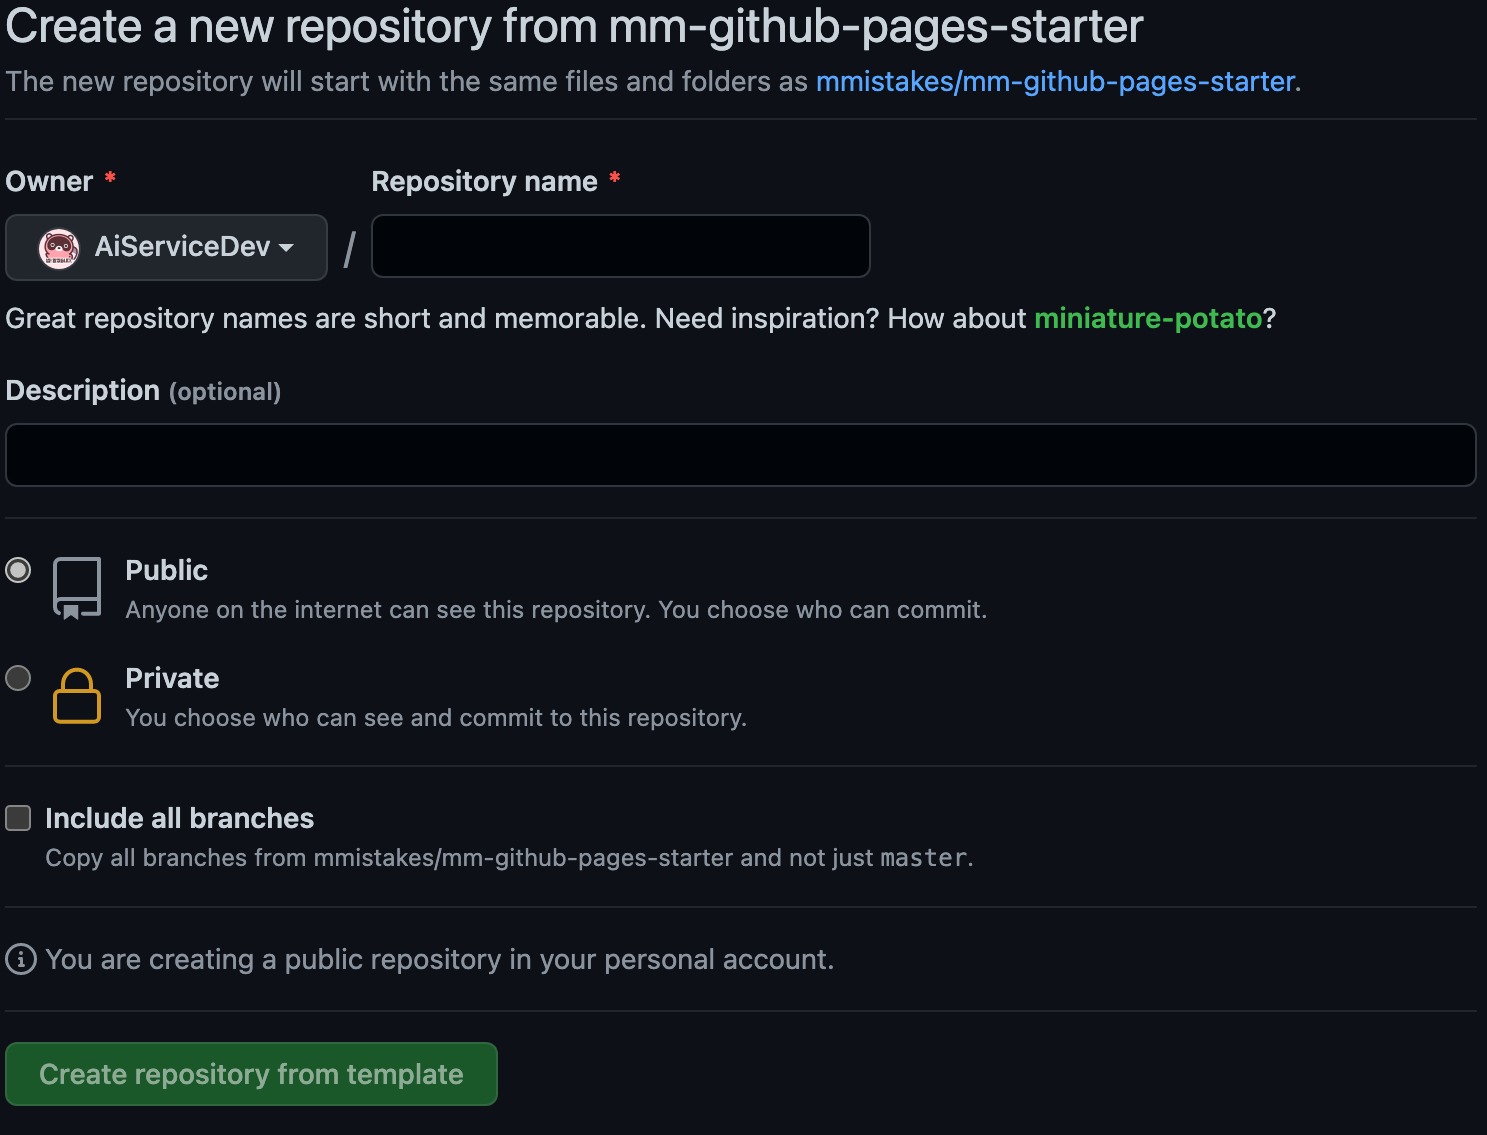 Create a new repository from mm-github-pages-starter
The new repository will start with the same files and folders as mmistakes/mm-github-pages-starter.
Owner * Repository name *
AiServiceDev /
Great repository names are short and memorable. Need inspiration? How about miniature-potato?
Description (optional)
Public
Anyone on the internet can see this repository. You choose who can commit.
Private
You choose who can see and commit to this repository.
Include all branches
Copy all branches from mmistakes/mm-github-pages-starter and not just master.
You are creating a public repository in your personal account.
Create repository from template